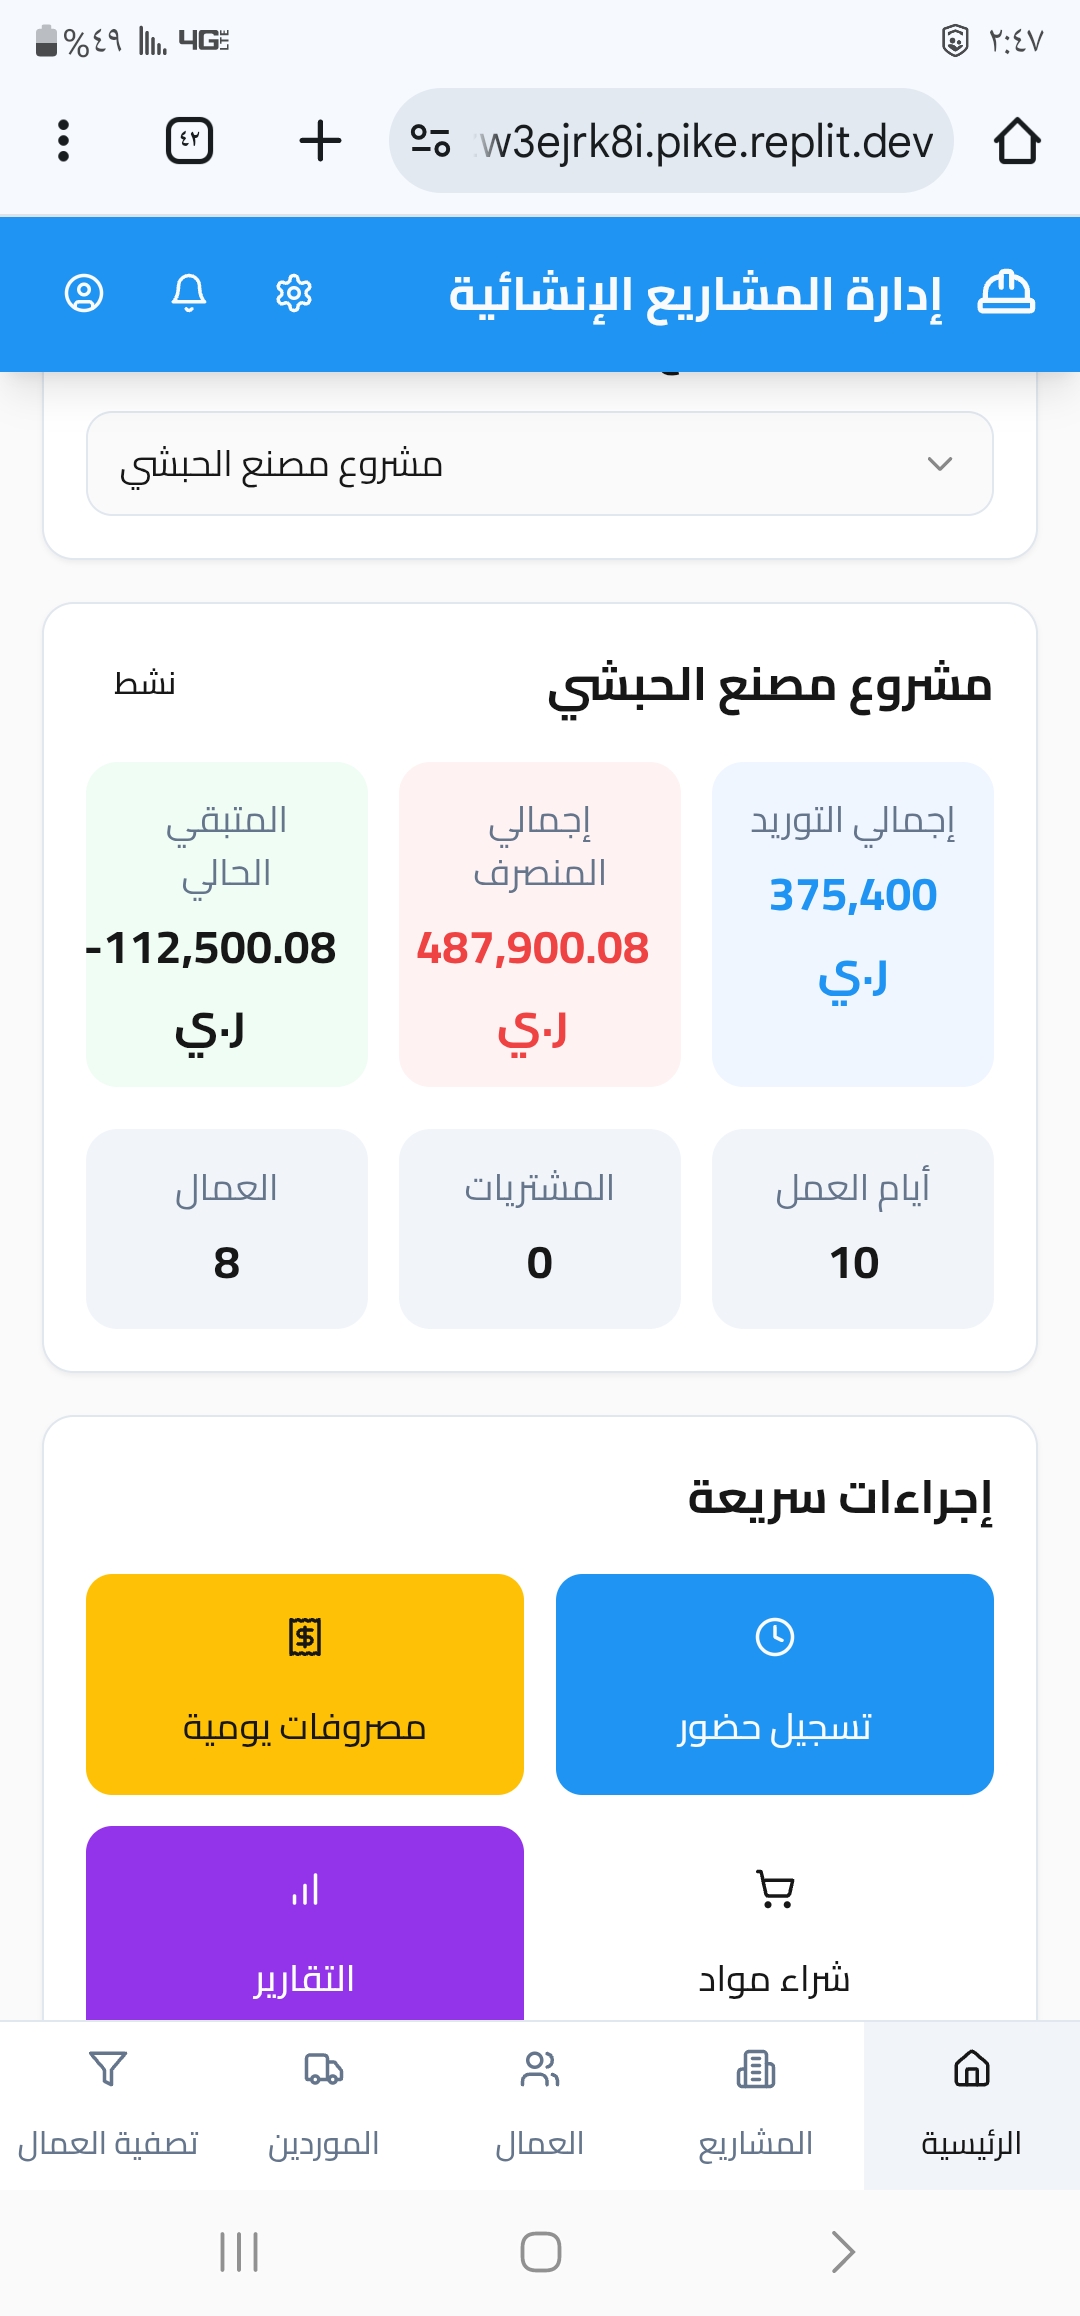 ٢:٤٧
4G LTE
%٤٩
w3ejrk8i.pike.replit.dev
٤٢
إدارة المشاريع الإنشائية
مشروع مصنع الحبشي
مشروع مصنع الحبشي
نشط
إجمالي التوريد
375,400
ر.ي
إجمالي
المنصرف
487,900.08
ر.ي
المتبقي
الحالي
-112,500.08
ر.ي
أيام العمل
10
المشتريات
0
العمال
8
إجراءات سريعة
تسجيل حضور
مصروفات يومية
شراء مواد
التقارير
الرئيسية
المشاريع
العمال
الموردين
تصفية العمال